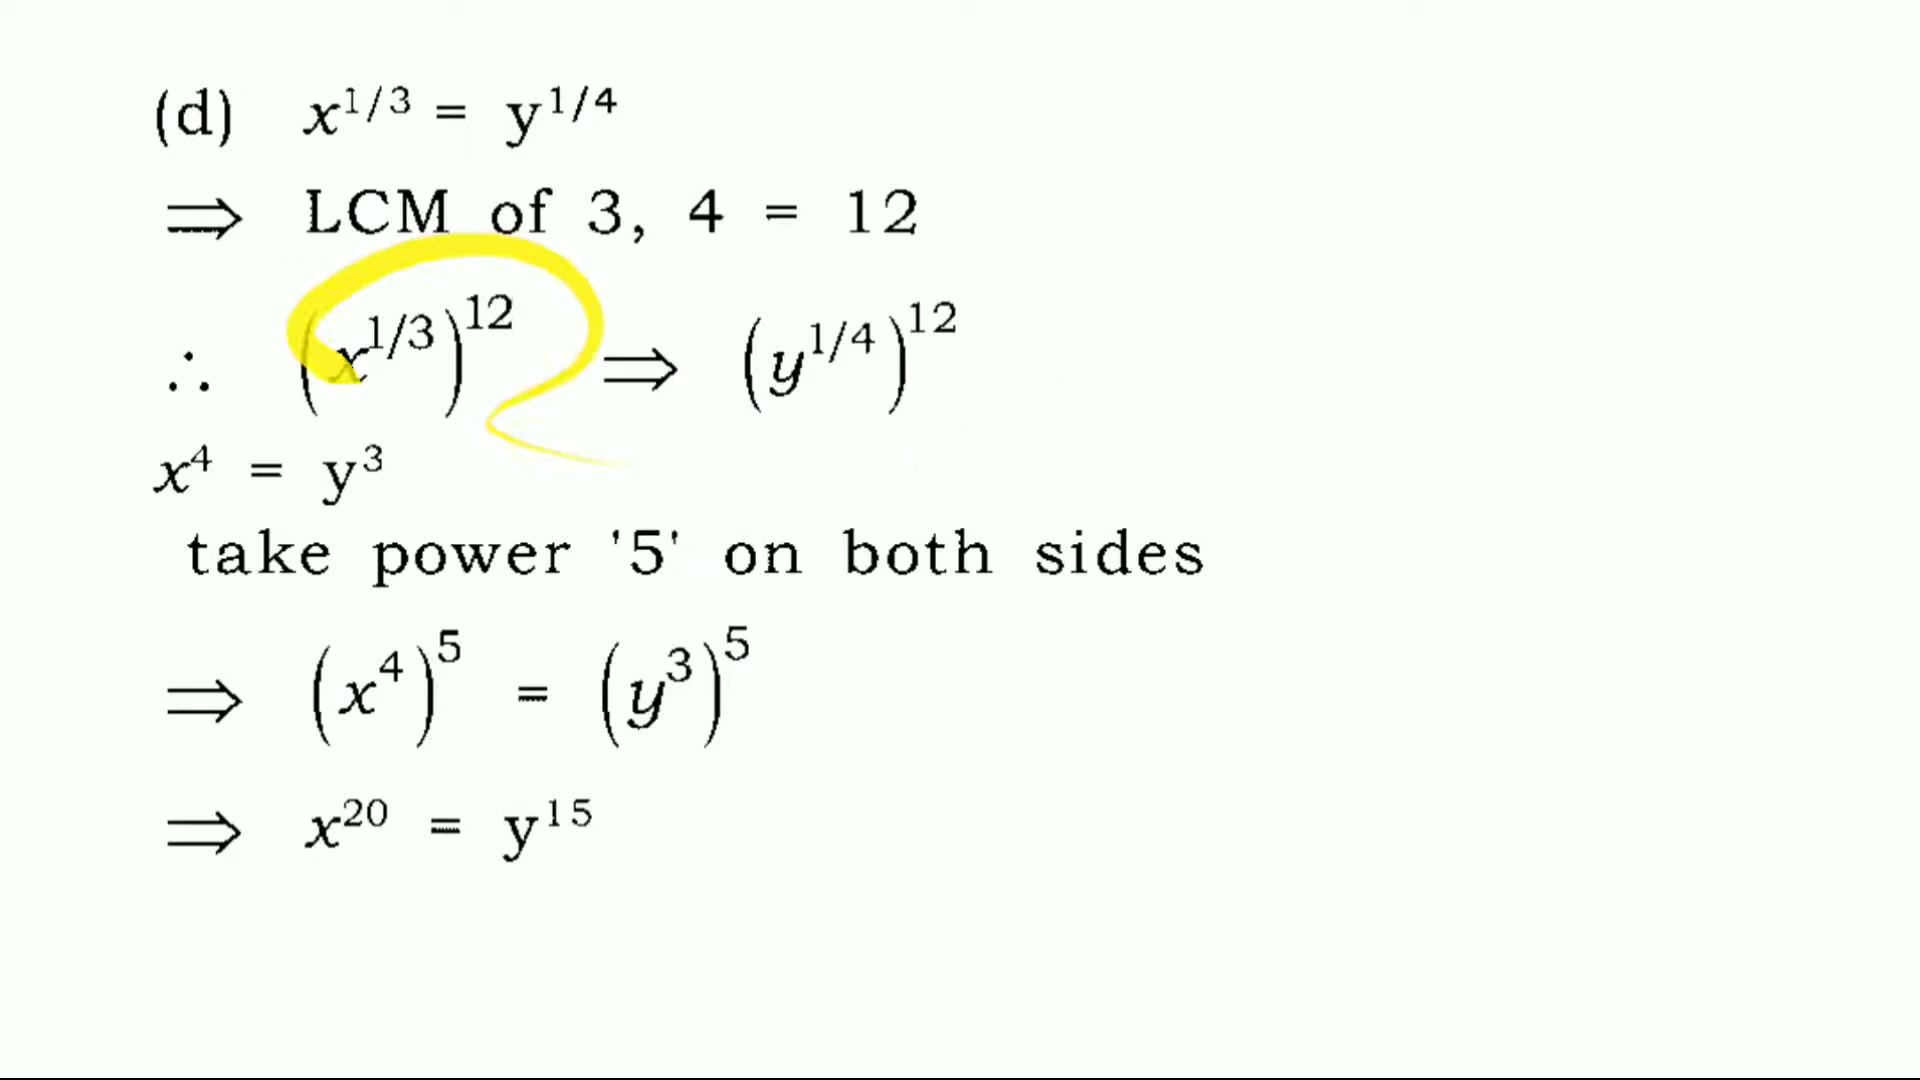 (d) x^{1/3} = y^{1/4}
⇒ LCM of 3, 4 = 12
∴ (x^{1/3})^{12} ⇒ (y^{1/4})^{12}
x^4 = y^3
take power '5' on both sides
⇒ (x^4)^5 = (y^3)^5
⇒ x^{20} = y^{15}